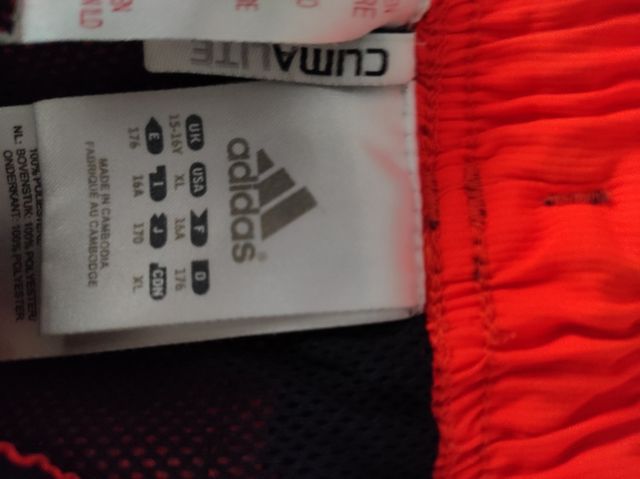 CLIMALITE
adidas®
UK USA F D
15-16Y XL 16A 176
E I J CDN
176 16A 170 XL
MADE IN CAMBODIA
FABRIQUÉ AU CAMBODGE
100% POLYESTER
NL: BOVENSTUK: 100% POLYESTER/
ONDERKANT: 100% POLYESTER